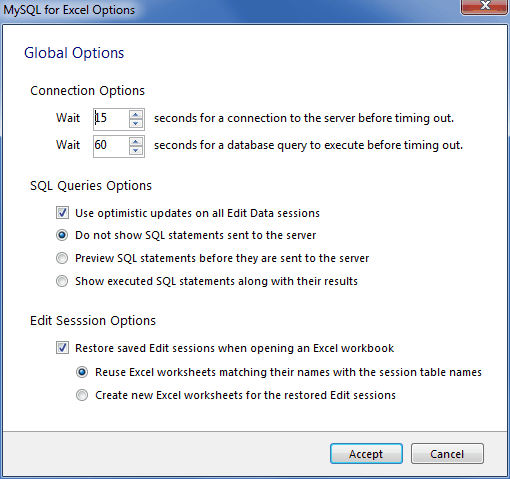 MySQL for Excel Options
Global Options
Connection Options
Wait 15 seconds for a connection to the server before timing out.
Wait 60 seconds for a database query to execute before timing out.
SQL Queries Options
Use optimistic updates on all Edit Data sessions
Do not show SQL statements sent to the server
Preview SQL statements before they are sent to the server
Show executed SQL statements along with their results
Edit Sesssion Options
Restore saved Edit sessions when opening an Excel workbook
Reuse Excel worksheets matching their names with the session table names
Create new Excel worksheets for the restored Edit sessions
Accept Cancel